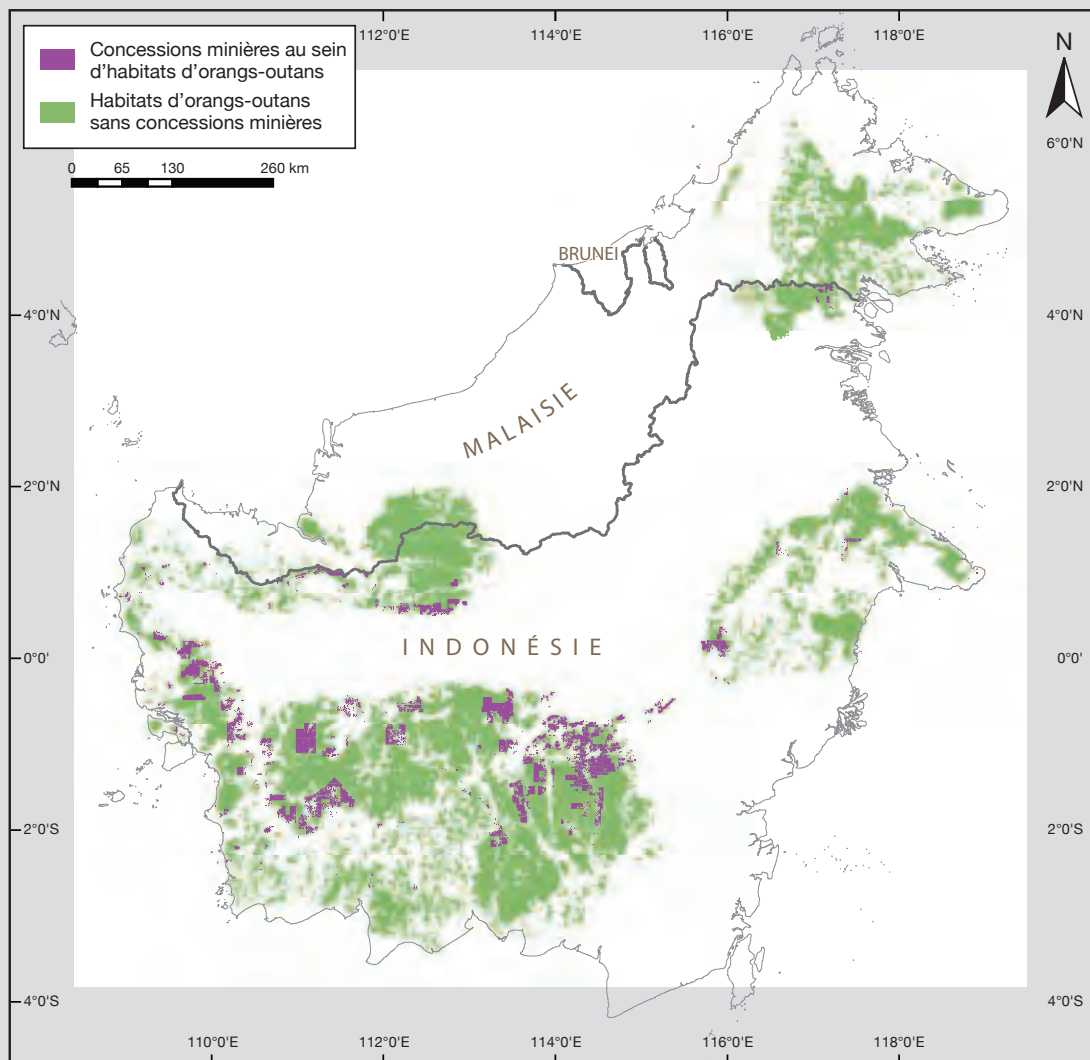 Concessions minières au sein
d'habitats d'orangs-outans
Habitats d'orangs-outans
sans concessions minières
0 65 130 260 km
112°0'E 114°0'E 116°0'E 118°0'E
N
6°0'N
BRUNEI
4°0'N 4°0'N
MALAISIE
2°0'N 2°0'N
INDONÉSIE
0°0' 0°0'
2°0'S 2°0'S
4°0'S 4°0'S
110°0'E 112°0'E 114°0'E 116°0'E 118°0'E